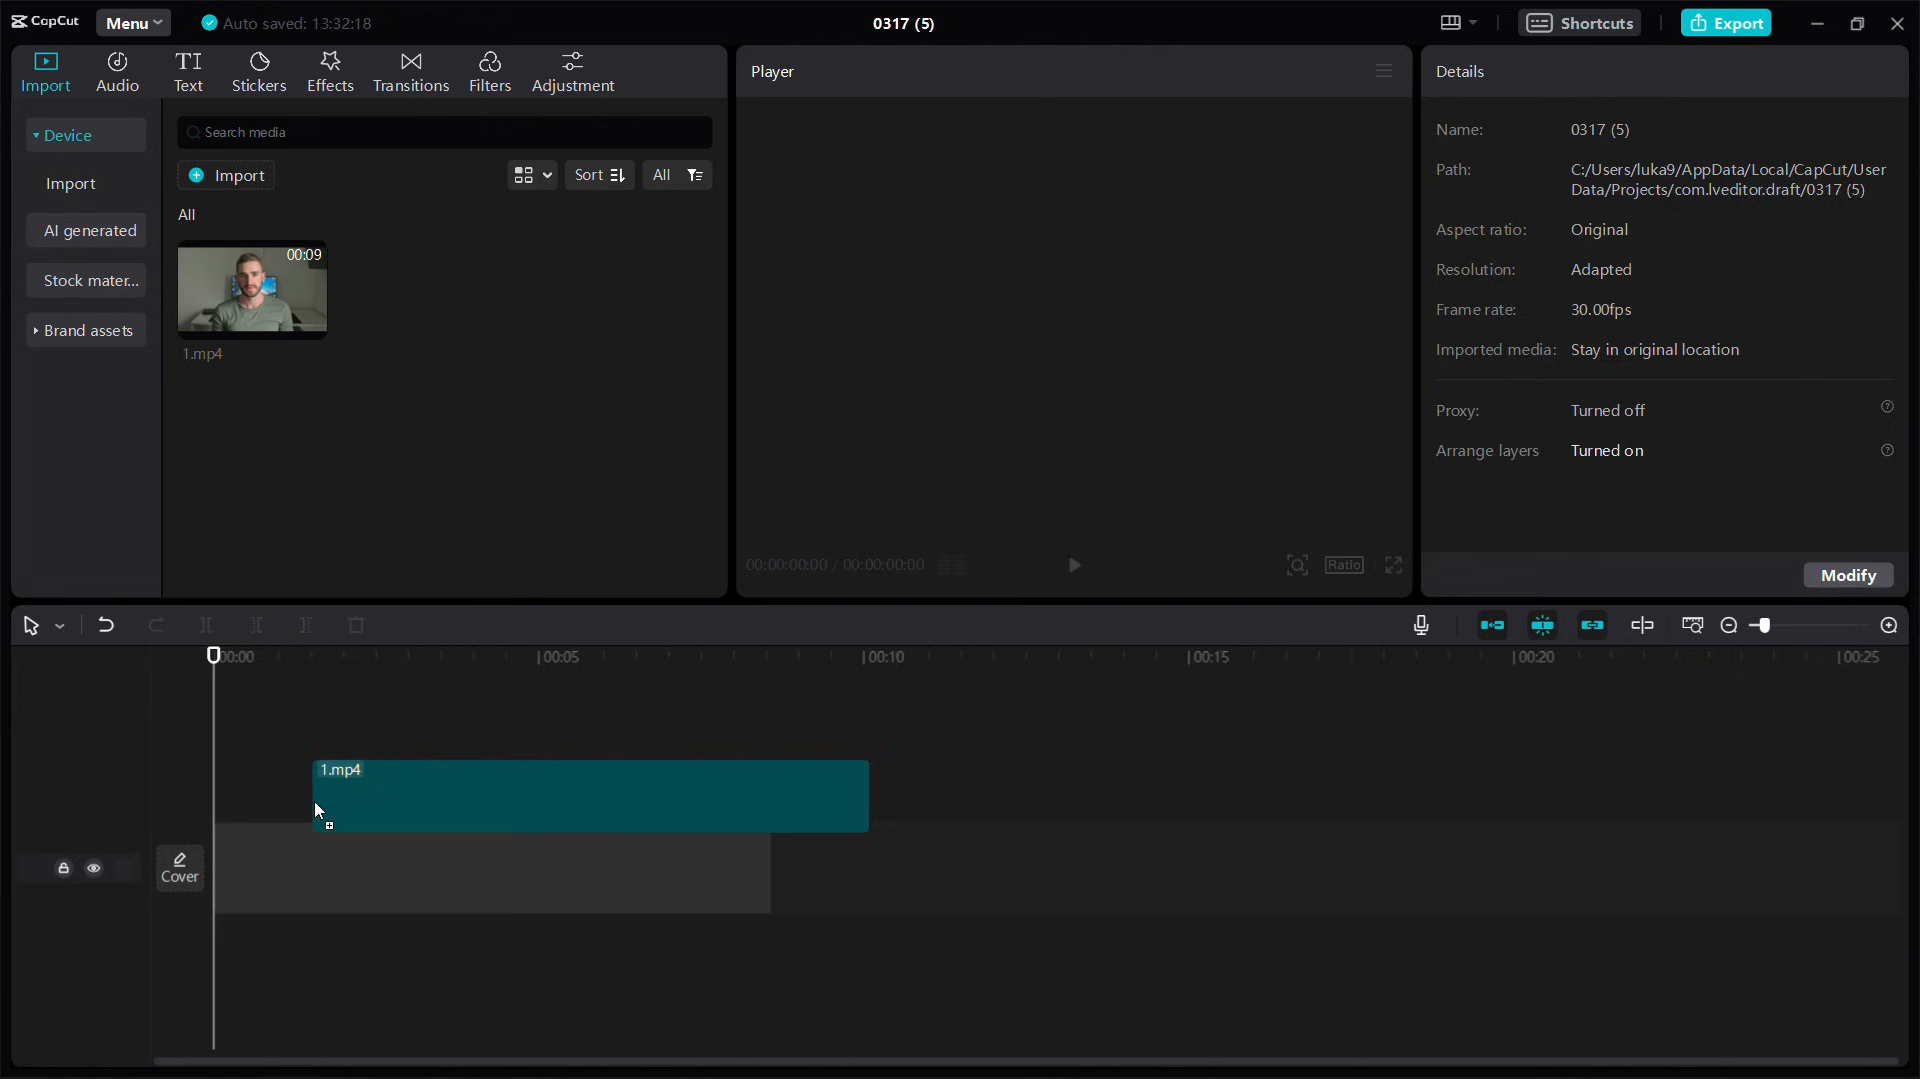 CapCut
Menu
Auto saved: 13:32:18
0317 (5)
Shortcuts
Export
Import
Audio
TI
Text
Stickers
Effects
Transitions
Filters
Adjustment
Device
Import
AI generated
Stock mater...
Brand assets
Search media
Import
Sort
All
All
00:09
1.mp4
Player
00:00:00:00 / 00:00:00:00
Ratio
Details
Name: 0317 (5)
Path: C:/Users/luka9/AppData/Local/CapCut/User
Data/Projects/com.lveditor.draft/0317 (5)
Aspect ratio: Original
Resolution: Adapted
Frame rate: 30.00fps
Imported media: Stay in original location
Proxy: Turned off
Arrange layers Turned on
Modify
00:00 00:05 00:10 00:15 00:20 00:25
1.mp4
Cover